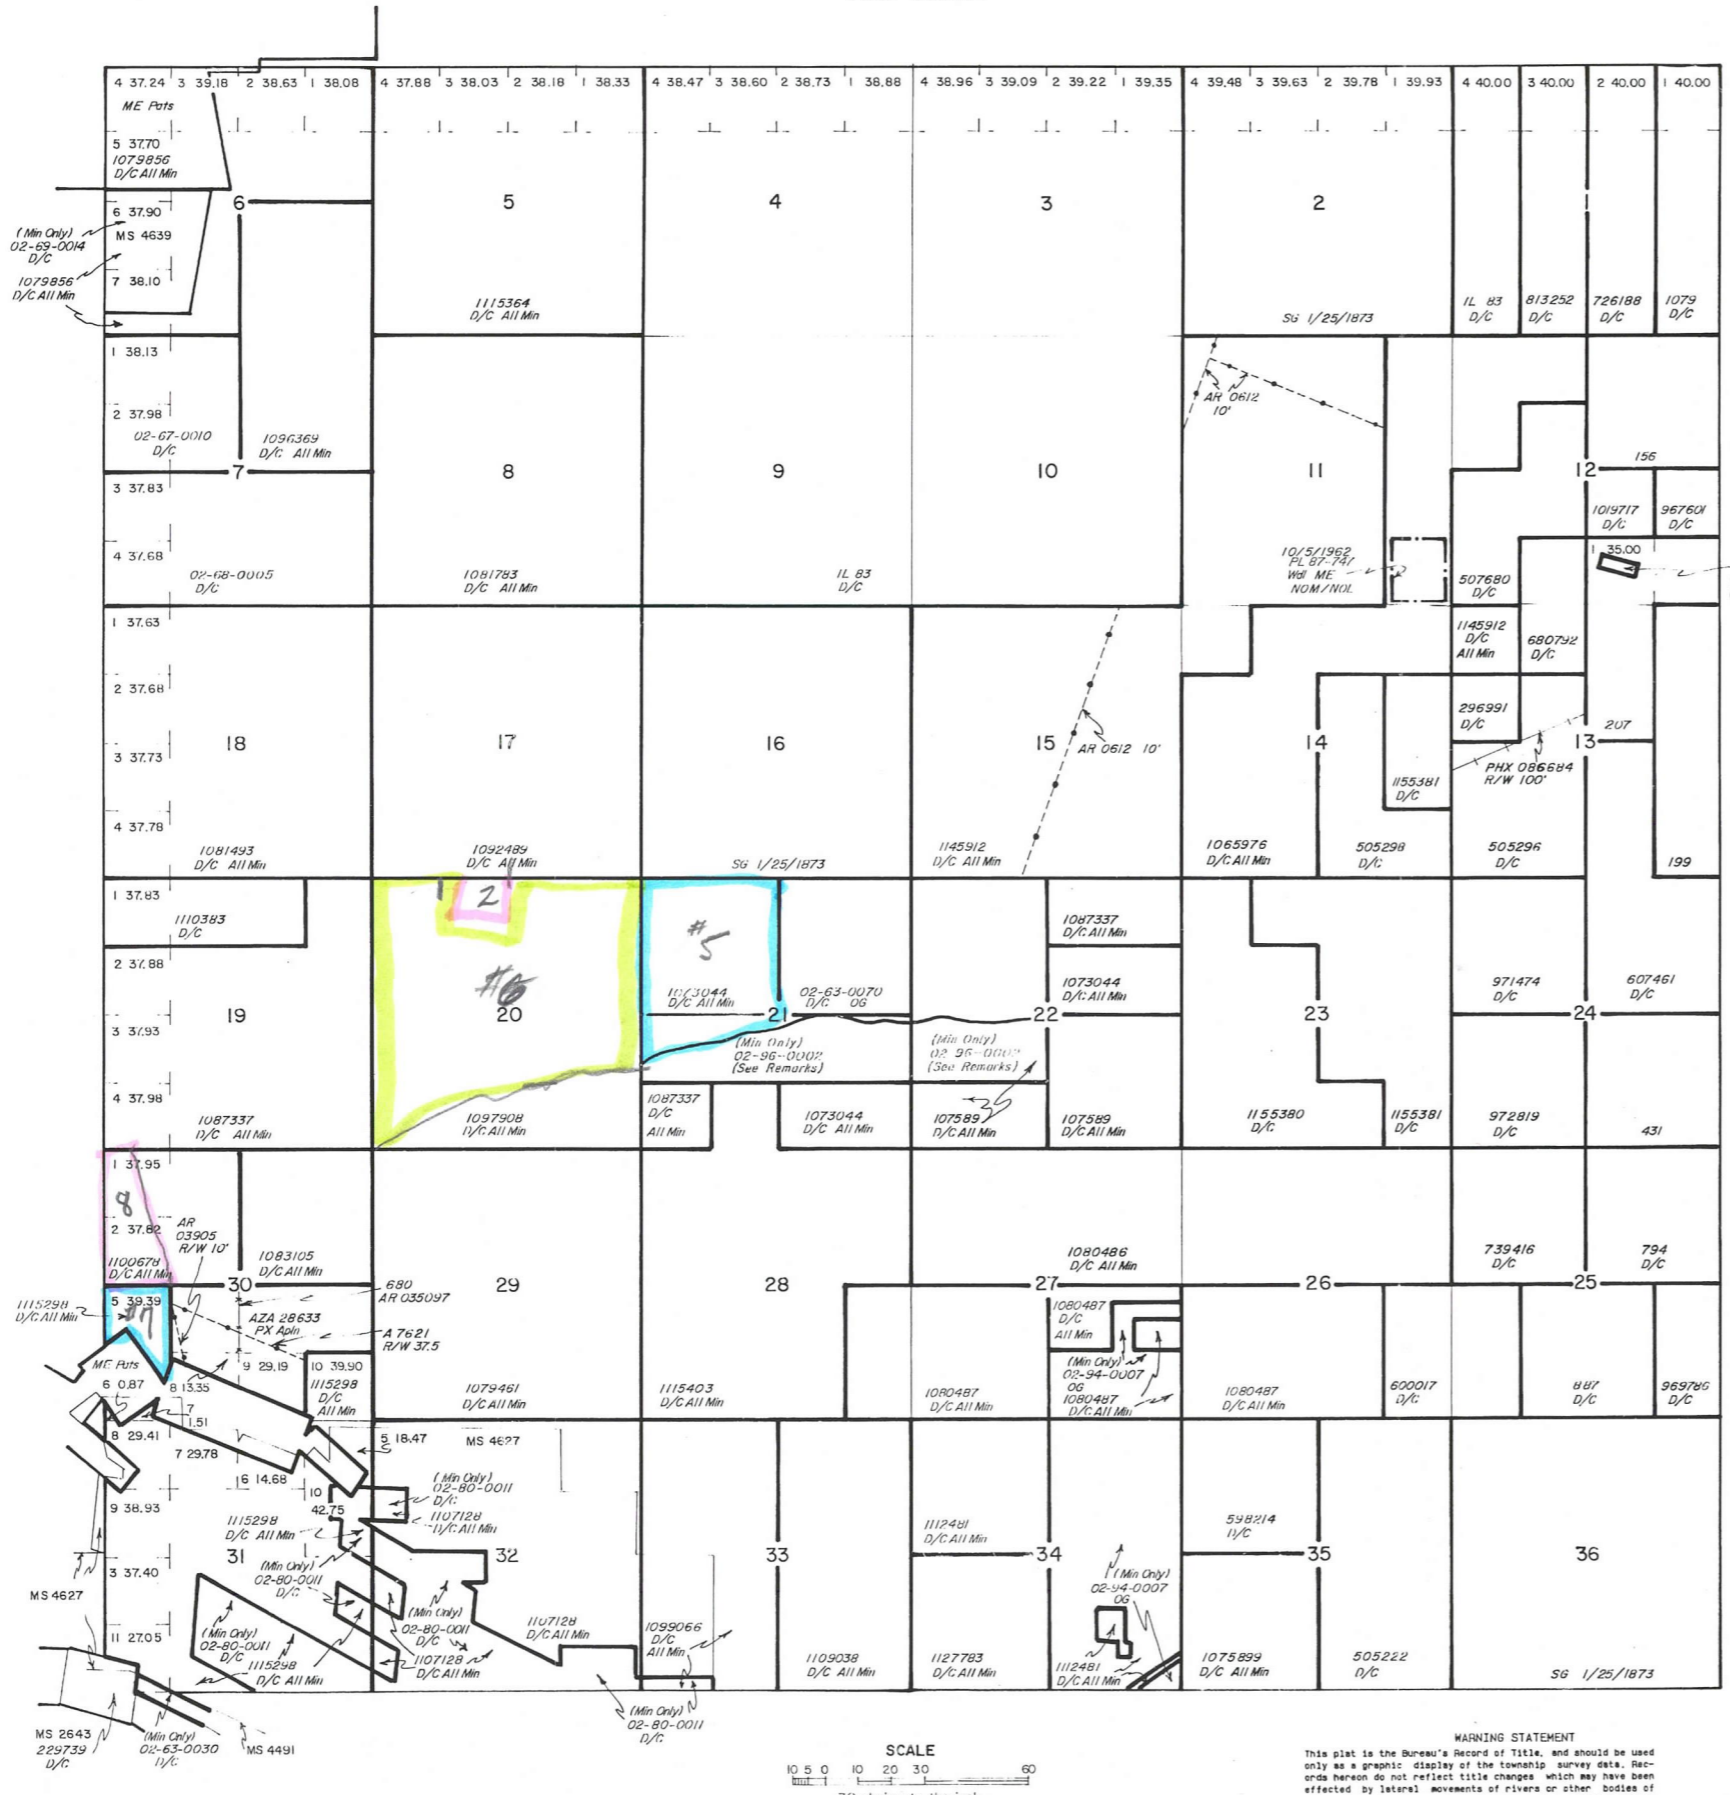 4 37.24 3 39.18 2 38.63 1 38.08 4 37.88 3 38.03 2 38.18 1 38.33 4 38.47 3 38.60 2 38.73 1 38.88 4 38.96 3 39.09 2 39.22 1 39.35 4 39.48 3 39.63 2 39.78 1 39.93 4 40.00 3 40.00 2 40.00 1 40.00
ME Pats
5 37.70
1079856
D/C All Min
6
5
4
3
2
6 37.90
MS 4639
(Min Only)
02-69-0014
D/C
1079856
D/C All Min
7 38.10
1115364
D/C All Min
SG 1/25/1873
1L 83
D/C
813252
D/C
726188
D/C
1079
D/C
1 38.13
2 37.98
02-67-0010
D/C
1096369
D/C All Min
AR 0612
10'
7
8
9
10
11
12
156
3 37.83
4 37.68
02-68-0005
D/C
1081783
D/C All Min
1L 83
D/C
10/5/1962
PL 87-747
Wdl ME
NOM/NOL
507680
D/C
1019717
D/C
967601
D/C
1 35.00
1 37.63
2 37.68
3 37.73
4 37.78
18
17
16
15
14
13
AR 0612 10'
1145912
D/C
All Min
680792
D/C
296991
D/C
207
PHX 086684
R/W 100'
1155381
D/C
1081493
D/C All Min
1092489
D/C All Min
SG 1/25/1873
1145912
D/C All Min
1065976
D/C All Min
505298
D/C
505296
D/C
199
1 37.83
1110383
D/C
2 37.88
3 37.93
4 37.98
19
1087337
D/C All Min
2
#6
20
1097908
D/C All Min
#5
1073044
D/C All Min
02-63-0070
D/C OG
21
(Min Only)
02-96-0002
(See Remarks)
1087337
D/C
All Min
1073044
D/C All Min
1087337
D/C All Min
1073044
D/C All Min
22
(Min Only)
02-96-0002
(See Remarks)
107589
D/C All Min
107589
D/C All Min
23
1155380
D/C
1155381
D/C
971474
D/C
607461
D/C
24
972819
D/C
431
1 37.95
8
2 37.82
1100678
D/C All Min
AR
03905
R/W 10'
1083105
D/C All Min
30
29
28
27
26
25
1080486
D/C All Min
739416
D/C
794
D/C
1115298
D/C All Min
5 39.39
#7
680
AR 035097
AZA 28633
PX Apln
A 7621
R/W 37.5
ME Pats
6 0.87
8 13.35
9 29.19
10 39.90
1115298
D/C
All Min
7
1.51
1079461
D/C All Min
1115403
D/C All Min
1080487
D/C All Min
1080487
D/C
All Min
(Min Only)
02-94-0007
OG
1080487
D/C All Min
1080487
D/C All Min
600017
D/C
887
D/C
969786
D/C
8 29.41
7 29.78
6 14.68
5 18.47
MS 4627
9 38.93
10
42.75
(Min Only)
02-80-0011
D/C
1107128
D/C All Min
1115298
D/C All Min
31
32
33
34
35
36
(Min Only)
02-80-0011
D/C
3 37.40
MS 4627
11 27.05
(Min Only)
02-80-0011
D/C
1115298
D/C All Min
(Min Only)
02-80-0011
D/C
1107128
D/C All Min
1107128
D/C All Min
1099066
D/C
All Min
1109038
D/C All Min
1112481
D/C All Min
1127783
D/C All Min
(Min Only)
02-94-0007
OG
1112481
D/C All Min
598214
D/C
1075899
D/C All Min
505222
D/C
SG 1/25/1873
MS 2643
229739
D/C
(Min Only)
02-63-0030
D/C
MS 4491
(Min Only)
02-80-0011
D/C
SCALE
10 5 0 10 20 30 60
WARNING STATEMENT
This plat is the Bureau's Record of Title, and should be used
only as a graphic display of the township survey data. Rec-
ords hereon do not reflect title changes which may have been
effected by lateral movements of rivers or other bodies of